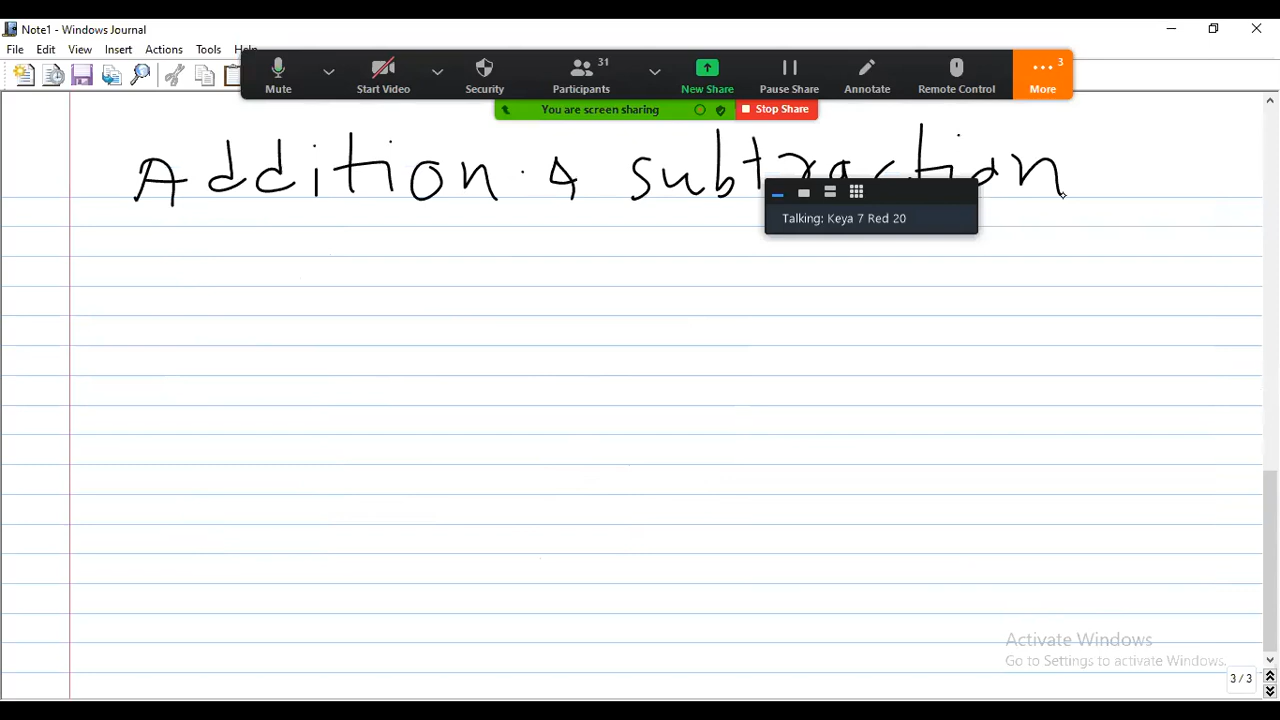 Note1 - Windows Journal
File Edit View Insert Actions Tools Help
31
3
Mute Start Video Security Participants New Share Pause Share Annotate Remote Control More
You are screen sharing Stop Share
Addition & subtraction
Talking: Keya 7 Red 20
Activate Windows
Go to Settings to activate Windows.
3 / 3